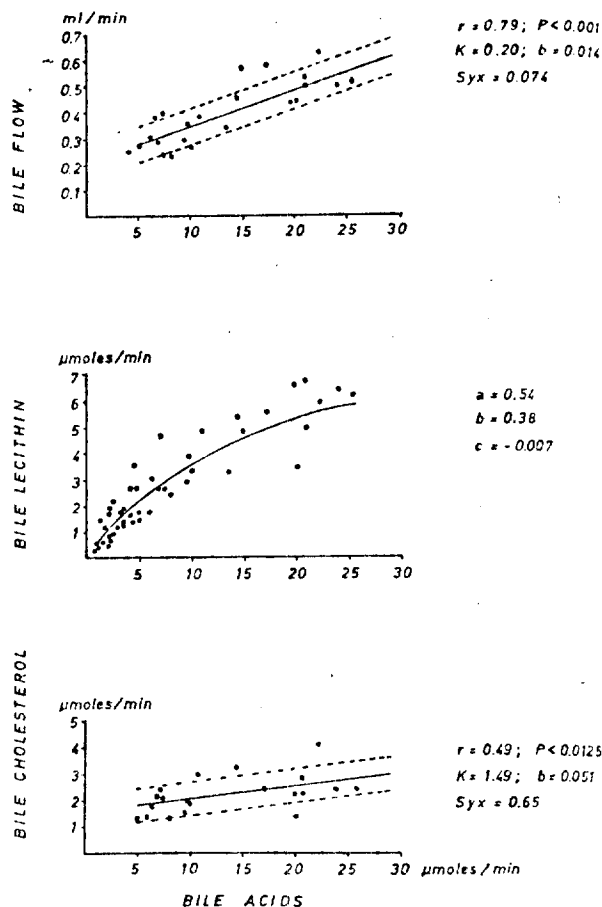 ml/min
0.7
0.6
0.5
0.4
0.3
0.2
0.1
5 10 15 20 25 30
BILE FLOW
r = 0.79; P < 0.001
K = 0.20; b = 0.014
Syx = 0.074
µmoles/min
7
6
5
4
3
2
1
5 10 15 20 25 30
BILE LECITHIN
a = 0.54
b = 0.38
c = -0.007
µmoles/min
5
4
3
2
1
5 10 15 20 25 30 µmoles/min
BILE CHOLESTEROL
r = 0.49; P < 0.0125
K = 1.49; b = 0.051
Syx = 0.65
BILE ACIDS